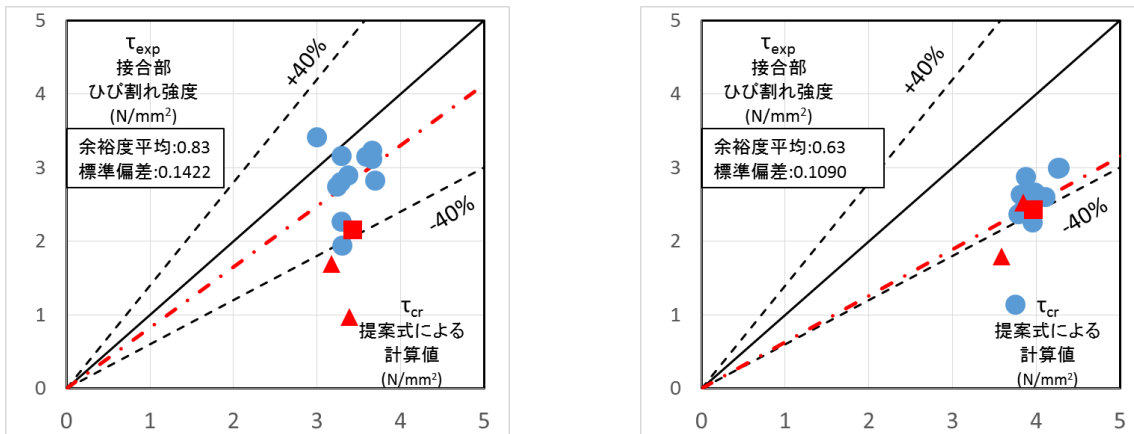 5
4
3
2
1
0
0 1 2 3 4 5
τexp
接合部
ひび割れ強度
(N/mm²)
余裕度平均:0.83
標準偏差:0.1422
+40%
-40%
τcr
提案式による
計算値
(N/mm²)
5
4
3
2
1
0
0 1 2 3 4 5
τexp
接合部
ひび割れ強度
(N/mm²)
余裕度平均:0.63
標準偏差:0.1090
+40%
-40%
τcr
提案式による
計算値
(N/mm²)